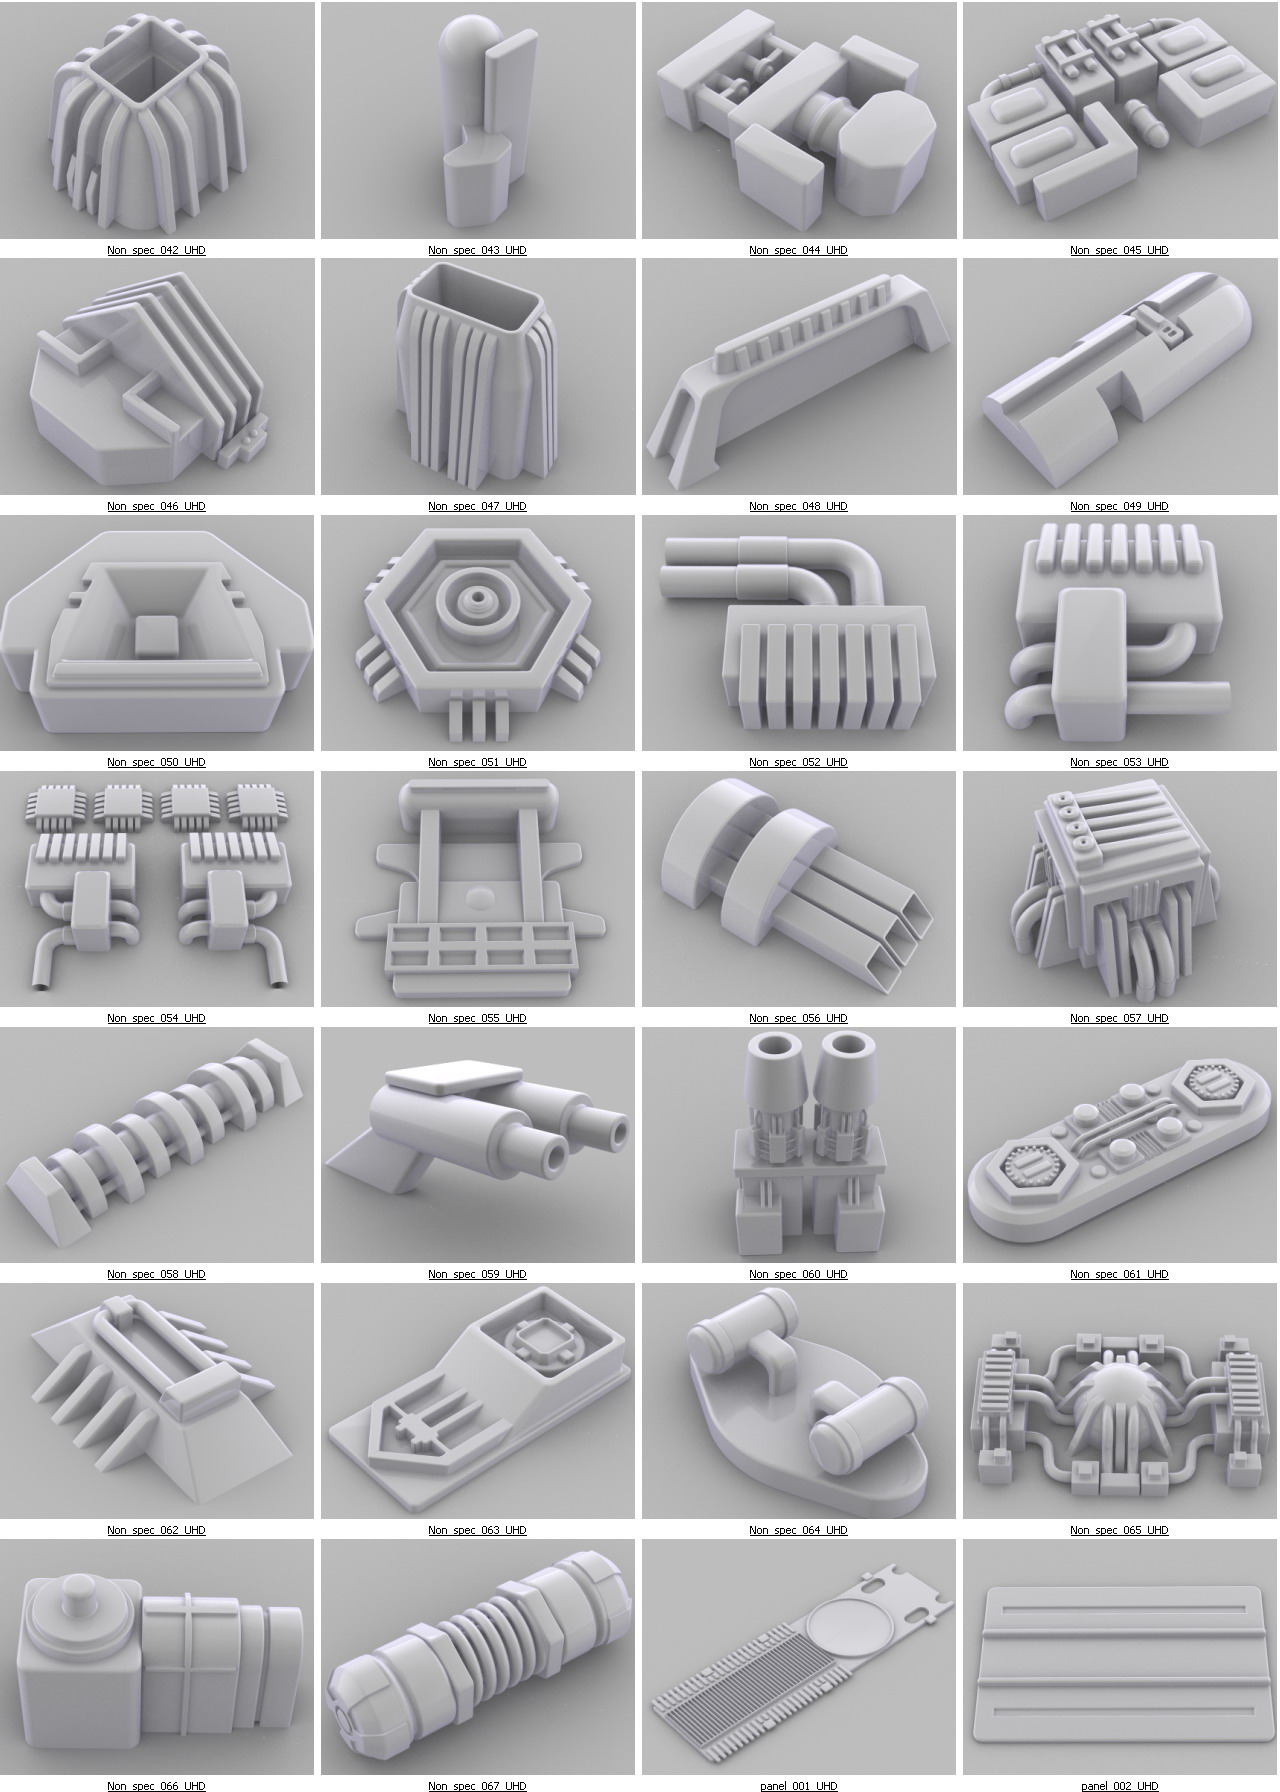 Non_spec_042_UHD
Non_spec_043_UHD
Non_spec_044_UHD
Non_spec_045_UHD
Non_spec_046_UHD
Non_spec_047_UHD
Non_spec_048_UHD
Non_spec_049_UHD
Non_spec_050_UHD
Non_spec_051_UHD
Non_spec_052_UHD
Non_spec_053_UHD
Non_spec_054_UHD
Non_spec_055_UHD
Non_spec_056_UHD
Non_spec_057_UHD
Non_spec_058_UHD
Non_spec_059_UHD
Non_spec_060_UHD
Non_spec_061_UHD
Non_spec_062_UHD
Non_spec_063_UHD
Non_spec_064_UHD
Non_spec_065_UHD
Non_spec_066_UHD
Non_spec_067_UHD
panel_001_UHD
panel_002_UHD